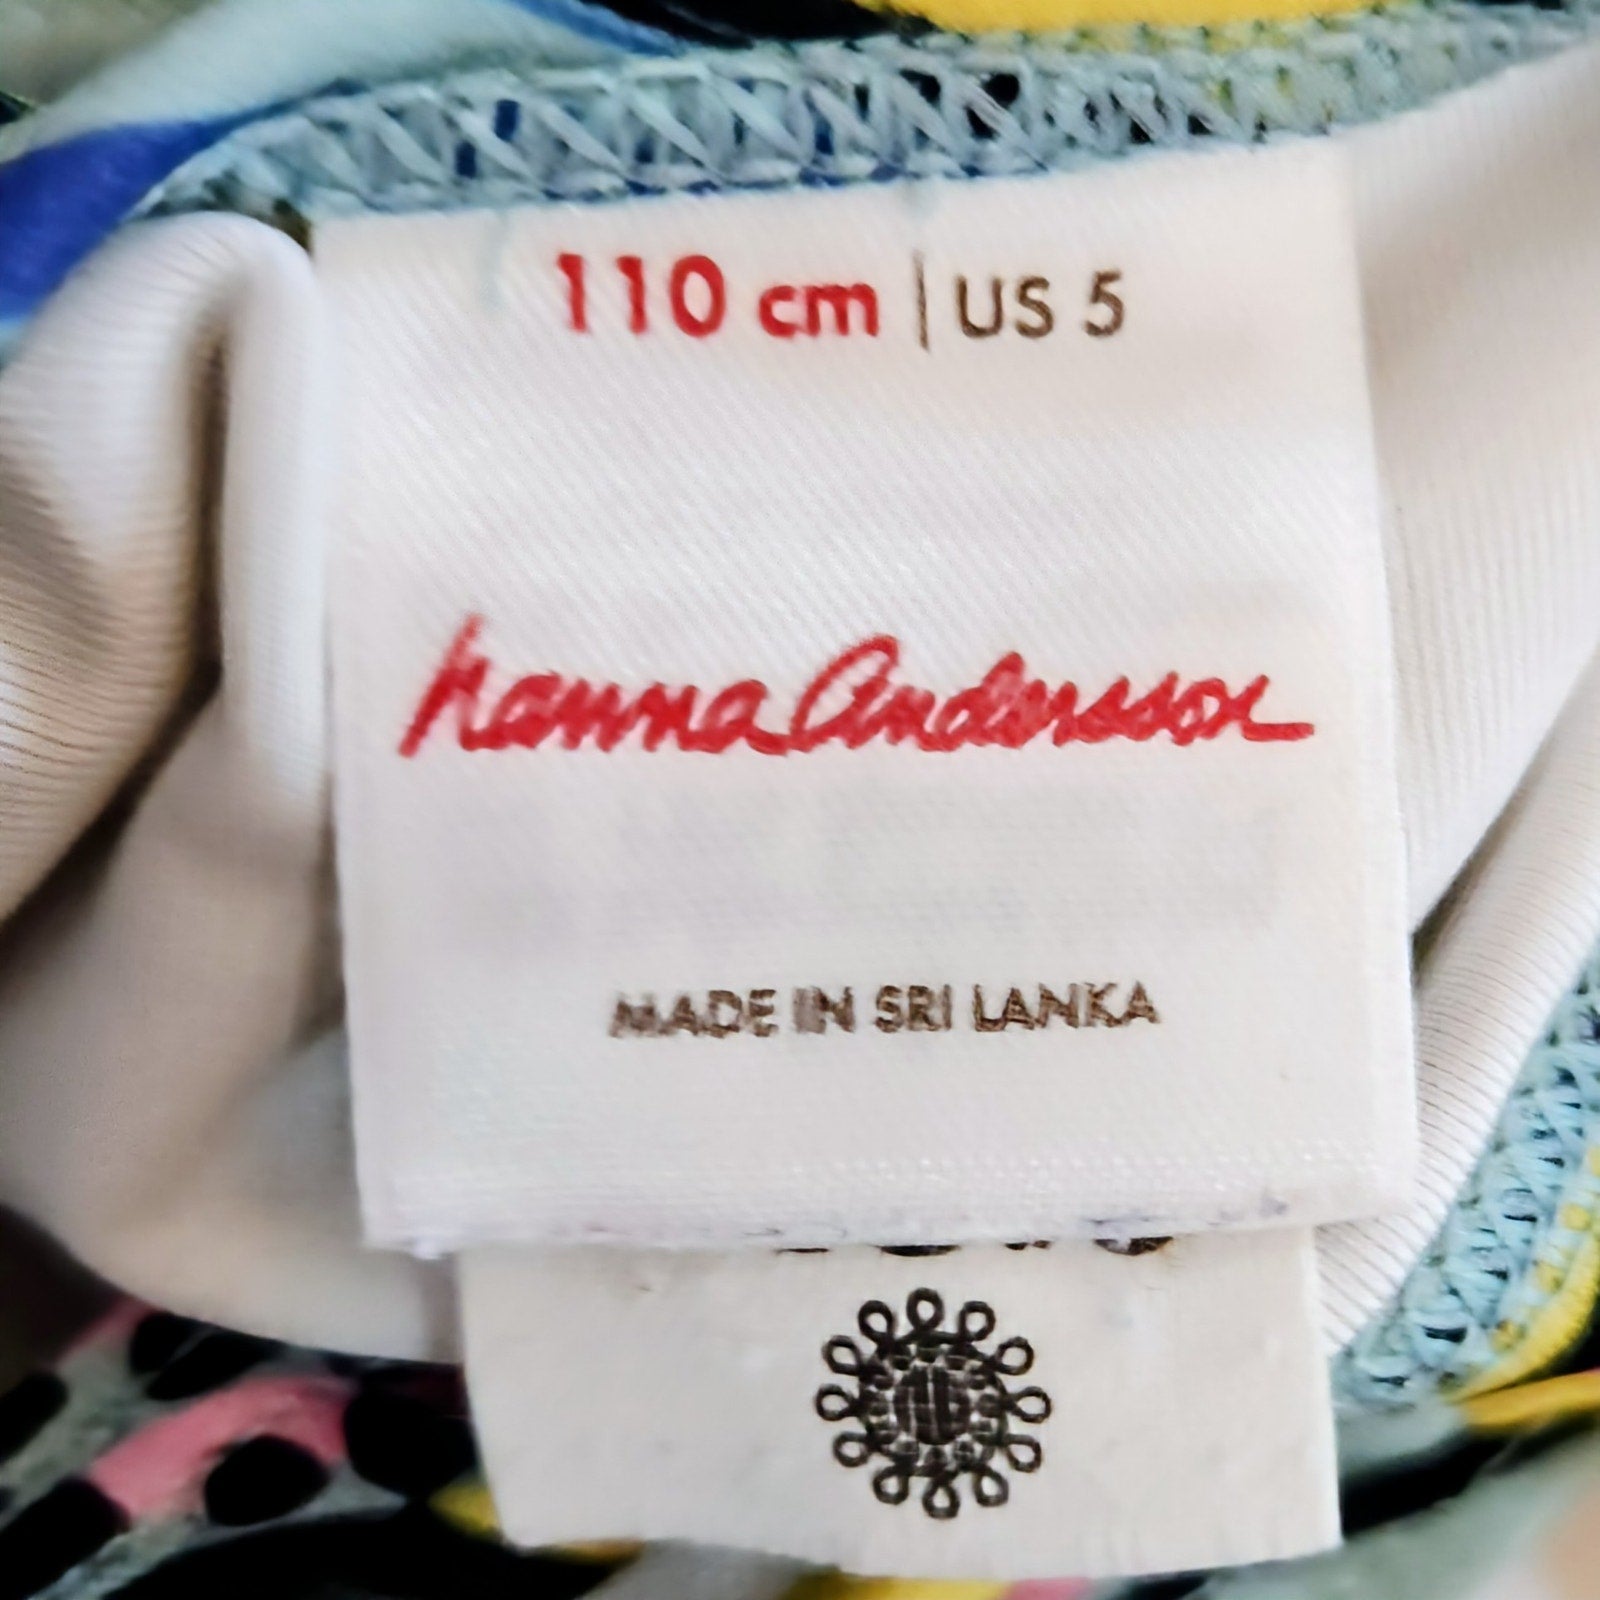 110 cm | US 5
hanna Andersson
MADE IN SRI LANKA